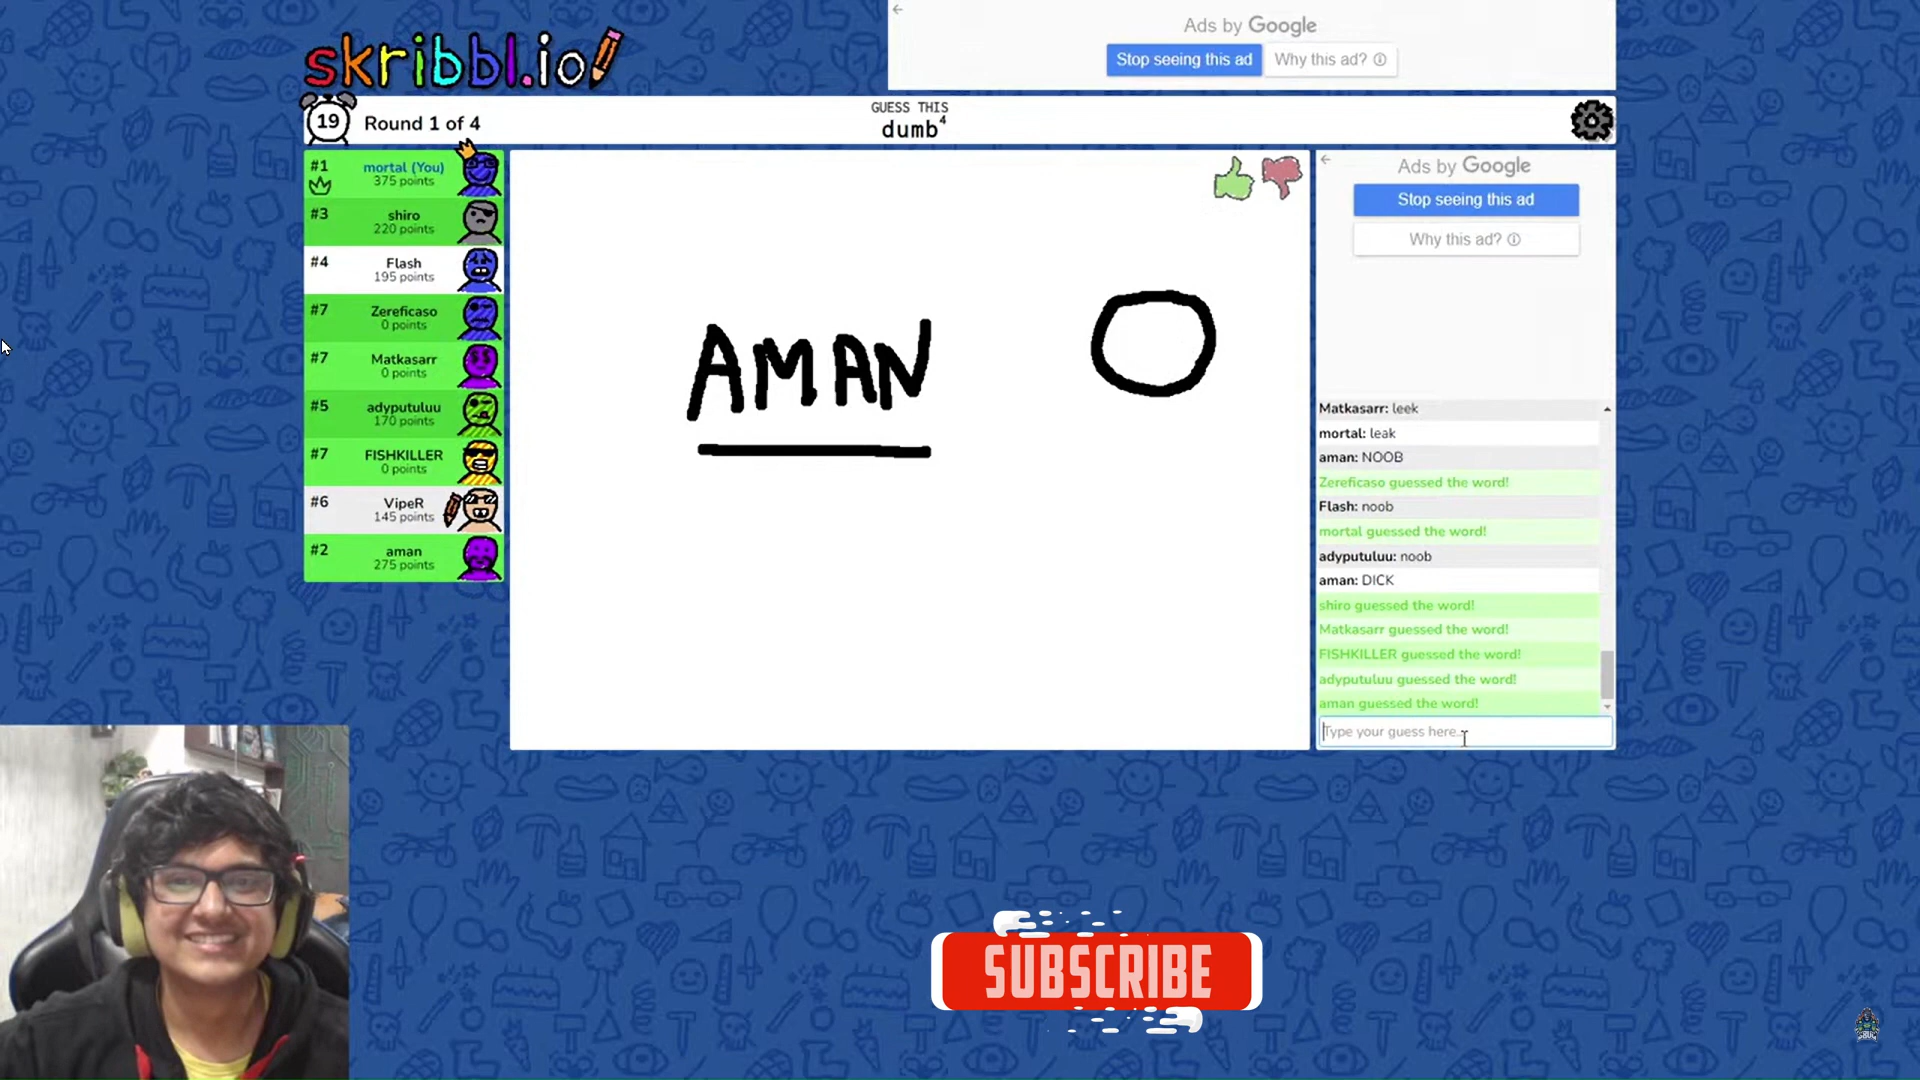 skribbl.io
Ads by Google
Stop seeing this ad
Why this ad?
19
Round 1 of 4
GUESS THIS
dumb 4
#1
mortal (You)
375 points
#3
shiro
220 points
#4
Flash
195 points
#7
Zereficaso
0 points
#7
Matkasarr
0 points
#5
adyputuluu
170 points
#7
FISHKILLER
0 points
#6
VipeR
145 points
#2
aman
275 points
AMAN
Ads by Google
Stop seeing this ad
Why this ad?
Matkasarr: leek
mortal: leak
aman: NOOB
Zereficaso guessed the word!
Flash: noob
mortal guessed the word!
adyputuluu: noob
aman: DICK
shiro guessed the word!
Matkasarr guessed the word!
FISHKILLER guessed the word!
adyputuluu guessed the word!
aman guessed the word!
Type your guess here...
SUBSCRIBE